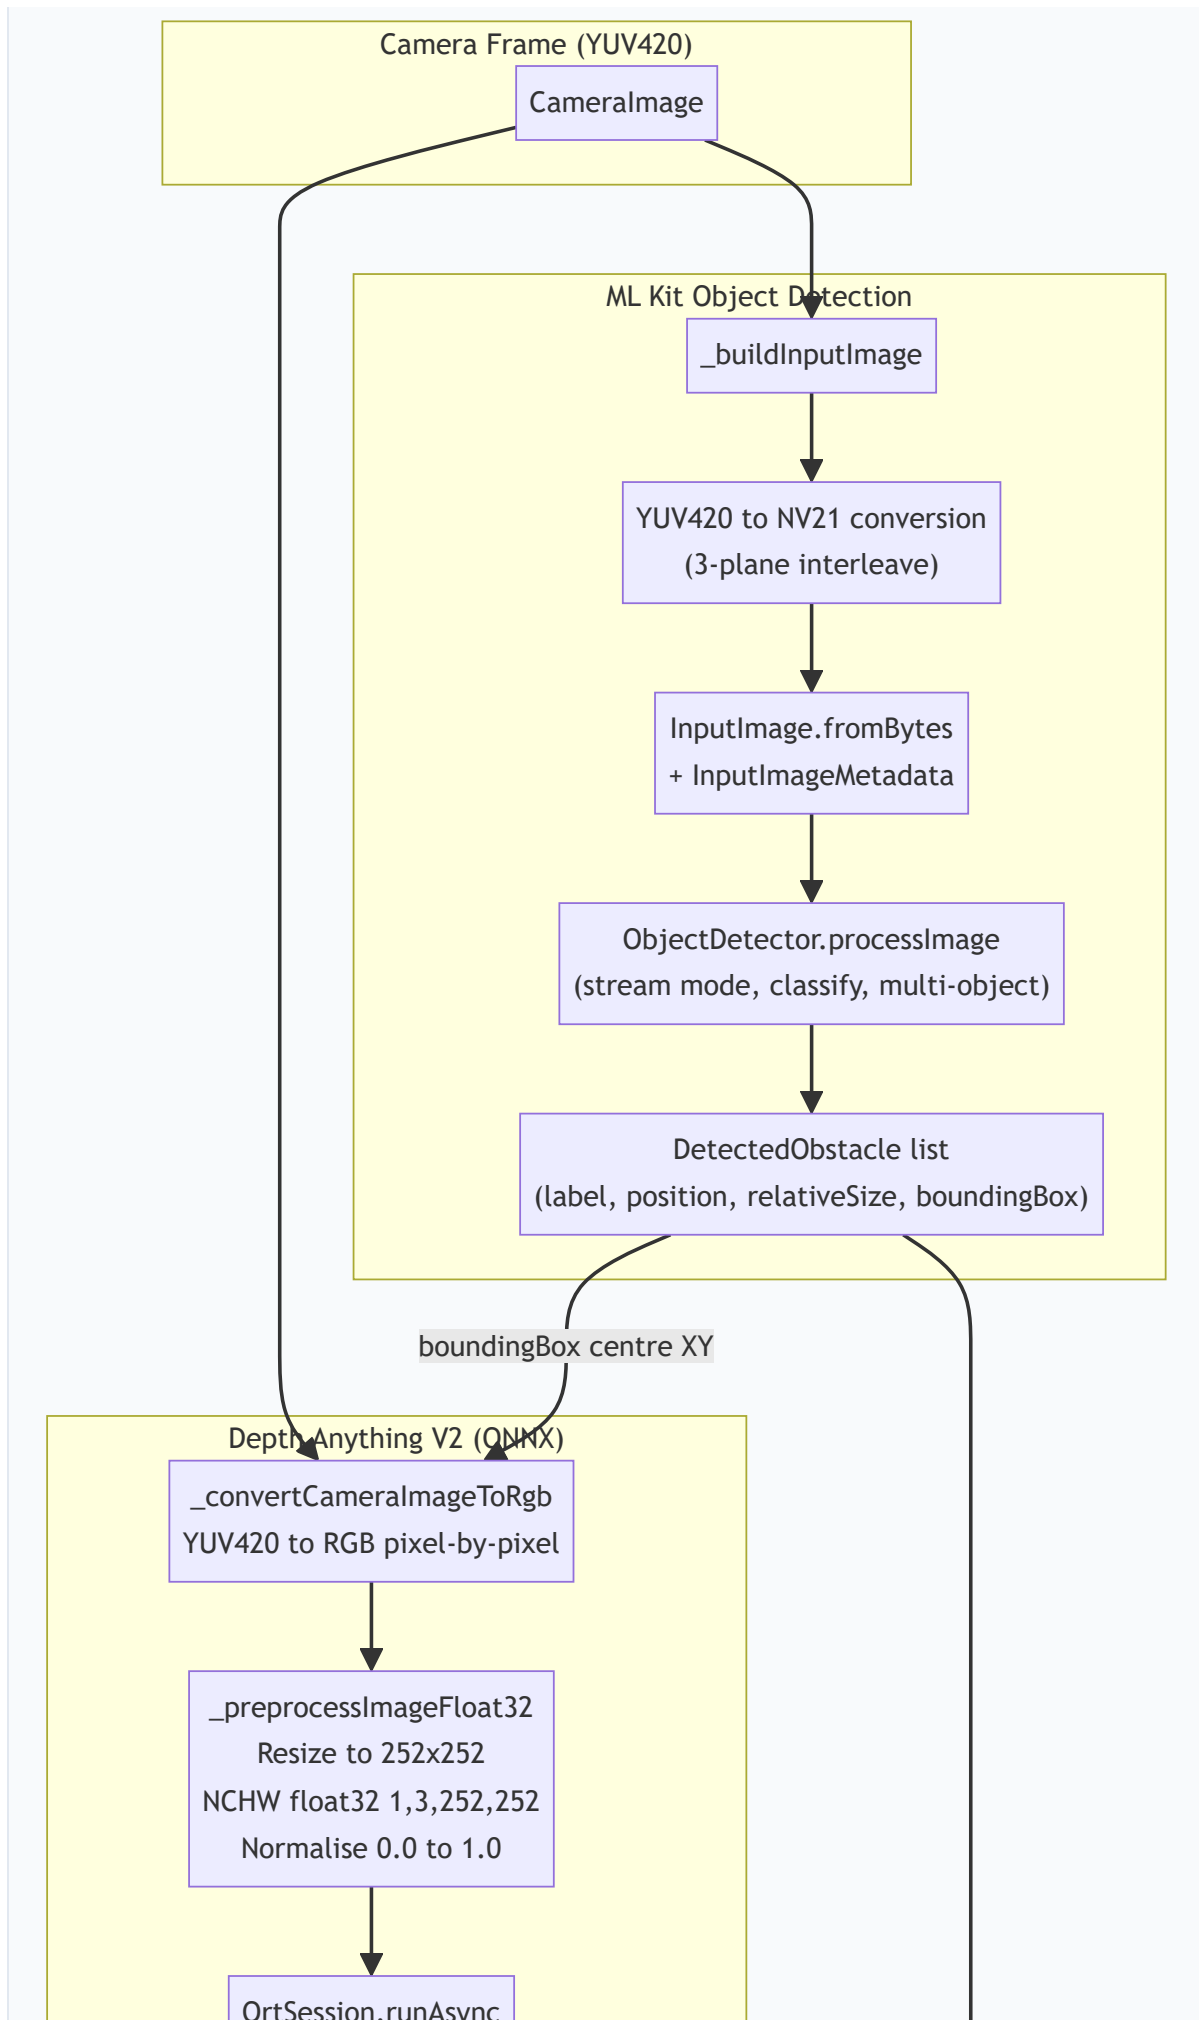 Camera Frame (YUV420)
CameraImage
ML Kit Object Detection
_buildInputImage
YUV420 to NV21 conversion
(3-plane interleave)
InputImage.fromBytes
+ InputImageMetadata
ObjectDetector.processImage
(stream mode, classify, multi-object)
DetectedObstacle list
(label, position, relativeSize, boundingBox)
boundingBox centre XY
Depth Anything V2 (ONNX)
_convertCameraImageToRgb
YUV420 to RGB pixel-by-pixel
_preprocessImageFloat32
Resize to 252x252
NCHW float32 1,3,252,252
Normalise 0.0 to 1.0
OrtSession.runAsync